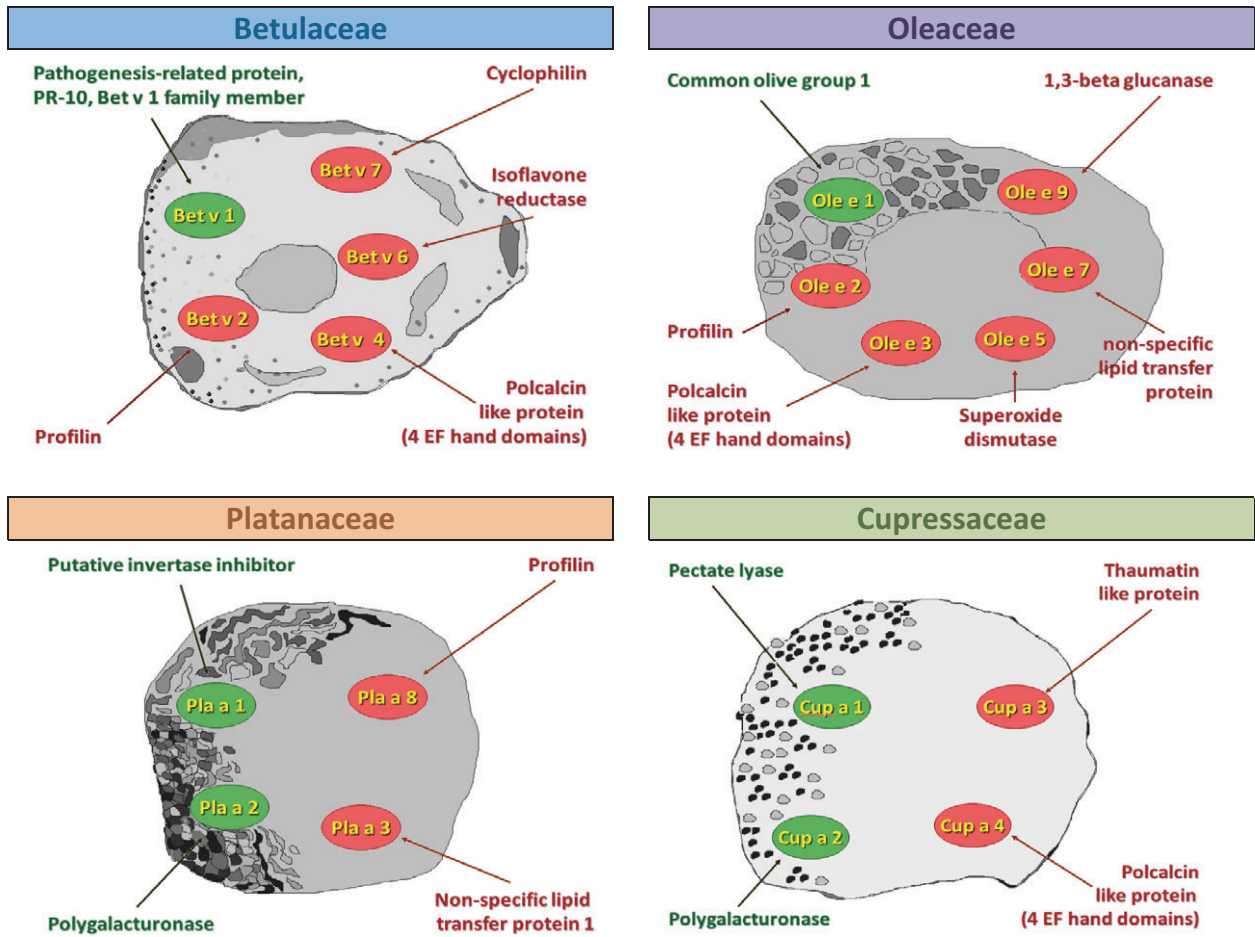 Betulaceae
Pathogenesis-related protein,
PR-10, Bet v 1 family member
Cyclophilin
Bet v 7
Isoflavone
reductase
Bet v 1
Bet v 6
Bet v 2
Bet v 4
Profilin
Polcalcin
like protein
(4 EF hand domains)
Oleaceae
Common olive group 1
1,3-beta glucanase
Ole e 1
Ole e 9
Ole e 7
Ole e 2
Profilin
Ole e 3
Ole e 5
non-specific
lipid transfer
protein
Polcalcin
like protein
(4 EF hand domains)
Superoxide
dismutase
Platanaceae
Putative invertase inhibitor
Profilin
Pla a 1
Pla a 8
Pla a 2
Pla a 3
Polygalacturonase
Non-specific lipid
transfer protein 1
Cupressaceae
Pectate lyase
Thaumatin
like protein
Cup a 1
Cup a 3
Cup a 2
Cup a 4
Polygalacturonase
Polcalcin
like protein
(4 EF hand domains)